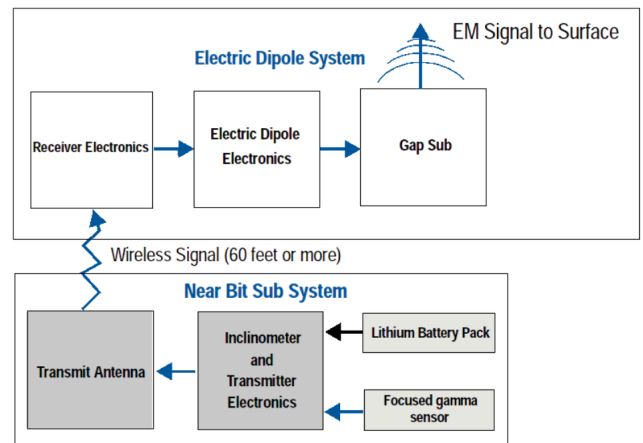 EM Signal to Surface
Electric Dipole System
Receiver Electronics
Electric Dipole
Electronics
Gap Sub
Wireless Signal (60 feet or more)
Near Bit Sub System
Transmit Antenna
Inclinometer
and
Transmitter
Electronics
Lithium Battery Pack
Focused gamma
sensor